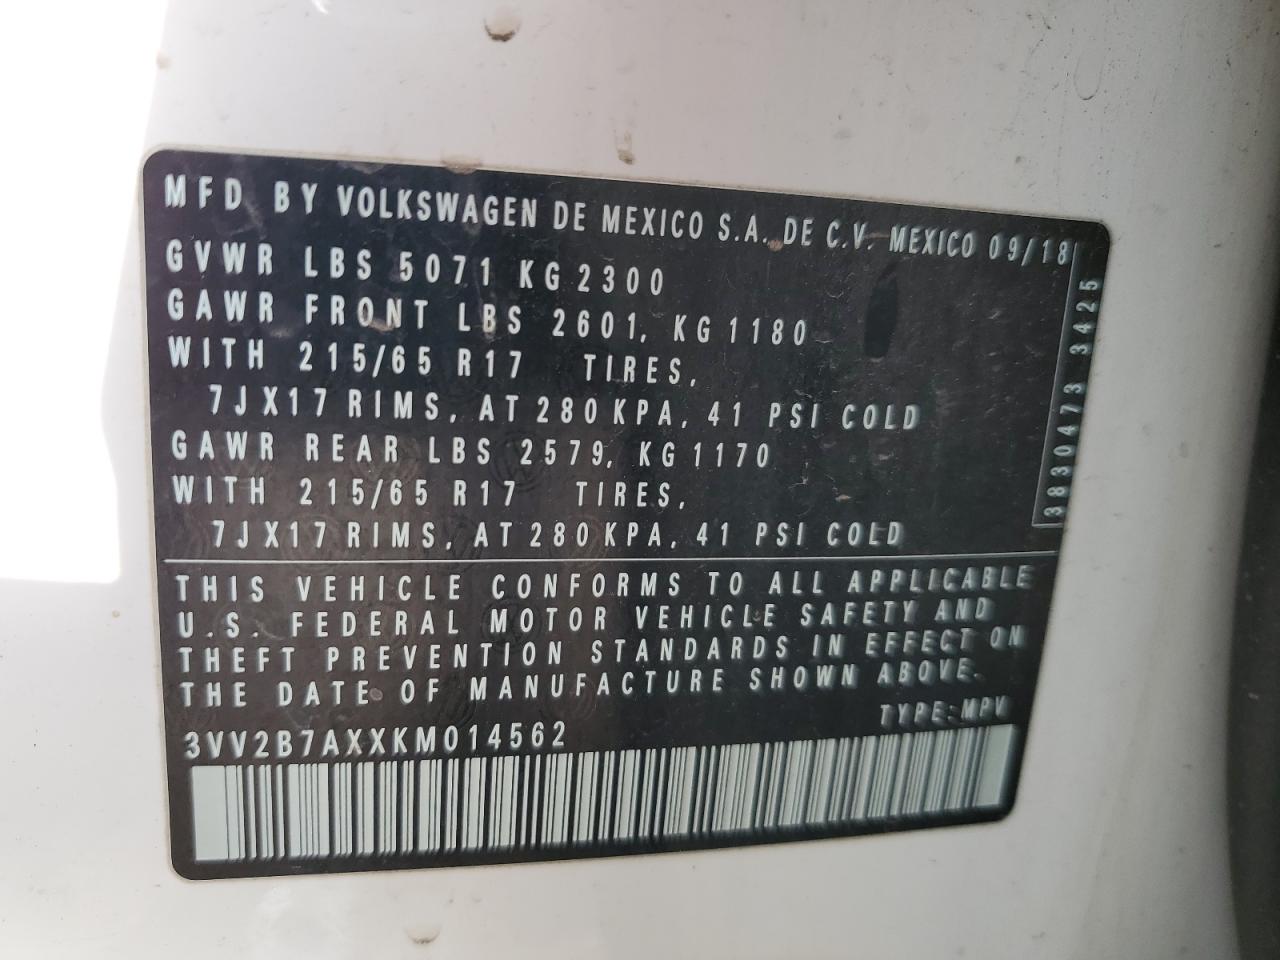 MFD BY VOLKSWAGEN DE MEXICO S.A. DE C.V. MEXICO 09/18
GVWR LBS 5071 KG 2300
GAWR FRONT LBS 2601, KG 1180
WITH 215/65 R17 TIRES,
7JX17 RIMS, AT 280 KPA, 41 PSI COLD
GAWR REAR LBS 2579, KG 1170
WITH 215/65 R17 TIRES,
7JX17 RIMS, AT 280 KPA, 41 PSI COLD
3830473 3425
THIS VEHICLE CONFORMS TO ALL APPLICABLE
U.S. FEDERAL MOTOR VEHICLE SAFETY AND
THEFT PREVENTION STANDARDS IN EFFECT ON
THE DATE OF MANUFACTURE SHOWN ABOVE.
TYPE:MPV
3VV2B7AXXKM014562